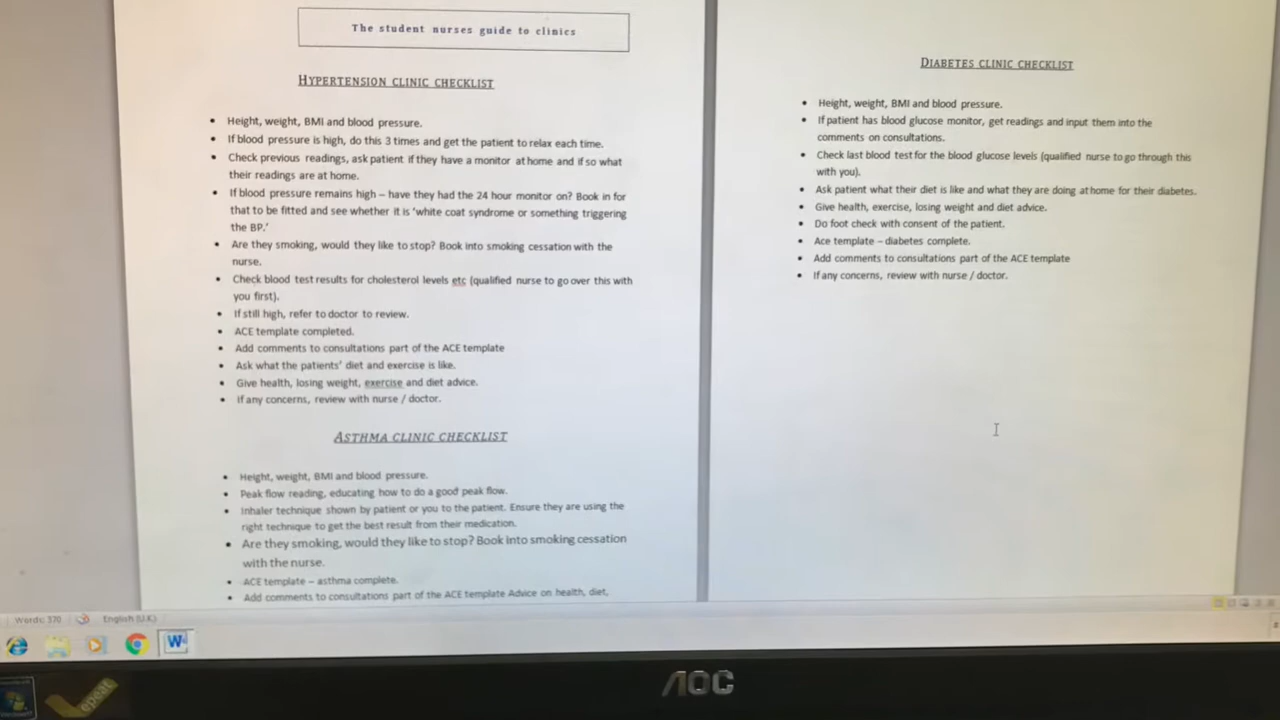 The student nurses guide to clinics
HYPERTENSION CLINIC CHECKLIST
• Height, weight, BMI and blood pressure.
• If blood pressure is high, do this 3 times and get the patient to relax each time.
• Check previous readings, ask patient if they have a monitor at home and if so what
their readings are at home.
• If blood pressure remains high – have they had the 24 hour monitor on? Book in for
that to be fitted and see whether it is 'white coat syndrome or something triggering
the BP.'
• Are they smoking, would they like to stop? Book into smoking cessation with the
nurse.
• Check blood test results for cholesterol levels etc (qualified nurse to go over this with
you first).
• If still high, refer to doctor to review.
• ACE template completed.
• Add comments to consultations part of the ACE template
• Ask what the patients' diet and exercise is like.
• Give health, losing weight, exercise and diet advice.
• If any concerns, review with nurse / doctor.
ASTHMA CLINIC CHECKLIST
• Height, weight, BMI and blood pressure.
• Peak flow reading, educating how to do a good peak flow.
• Inhaler technique shown by patient or you to the patient. Ensure they are using the
right technique to get the best result from their medication.
• Are they smoking, would they like to stop? Book into smoking cessation
with the nurse.
• ACE template – asthma complete.
• Add comments to consultations part of the ACE template Advice on health, diet,
DIABETES CLINIC CHECKLIST
• Height, weight, BMI and blood pressure.
• If patient has blood glucose monitor, get readings and input them into the
comments on consultations.
• Check last blood test for the blood glucose levels (qualified nurse to go through this
with you).
• Ask patient what their diet is like and what they are doing at home for their diabetes.
• Give health, exercise, losing weight and diet advice.
• Do foot check with consent of the patient.
• Ace template – diabetes complete.
• Add comments to consultations part of the ACE template
• If any concerns, review with nurse / doctor.
Words: 370
English (U.K)
W
AOC
epeat